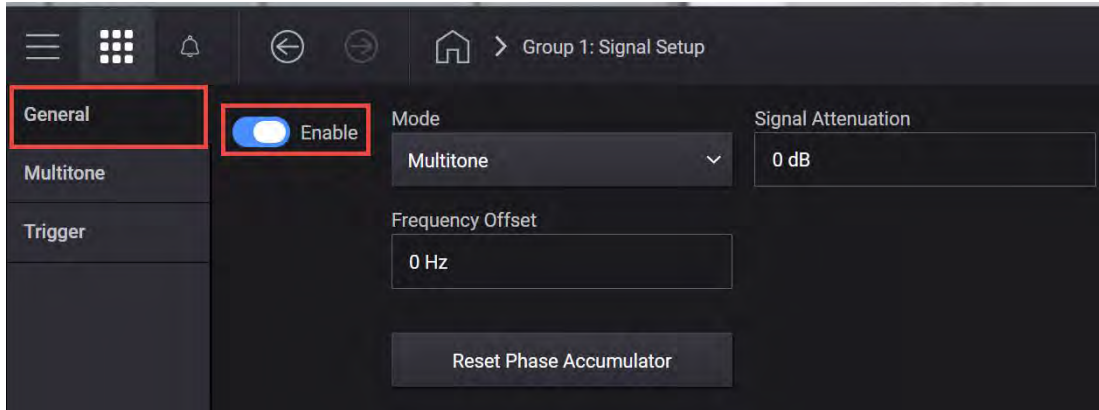 Group 1: Signal Setup
General
Multitone
Trigger
Enable
Mode
Multitone
Signal Attenuation
0 dB
Frequency Offset
0 Hz
Reset Phase Accumulator